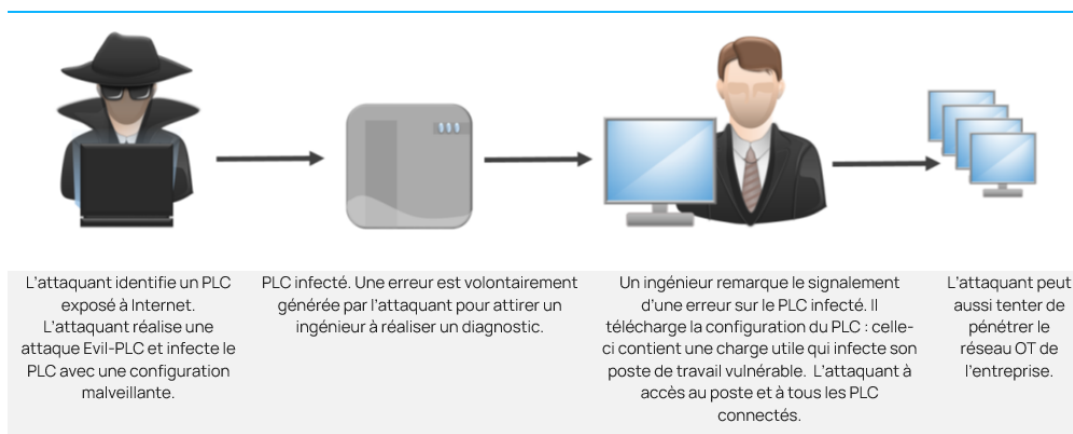 L'attaquant identifie un PLC
exposé à Internet.
L'attaquant réalise une
attaque Evil-PLC et infecte le
PLC avec une configuration
malveillante.
PLC infecté. Une erreur est volontairement
générée par l'attaquant pour attirer un
ingénieur à réaliser un diagnostic.
Un ingénieur remarque le signalement
d'une erreur sur le PLC infecté. Il
télécharge la configuration du PLC : celle-
ci contient une charge utile qui infecte son
poste de travail vulnérable. L'attaquant à
accès au poste et à tous les PLC
connectés.
L'attaquant peut
aussi tenter de
pénétrer le
réseau OT de
l'entreprise.